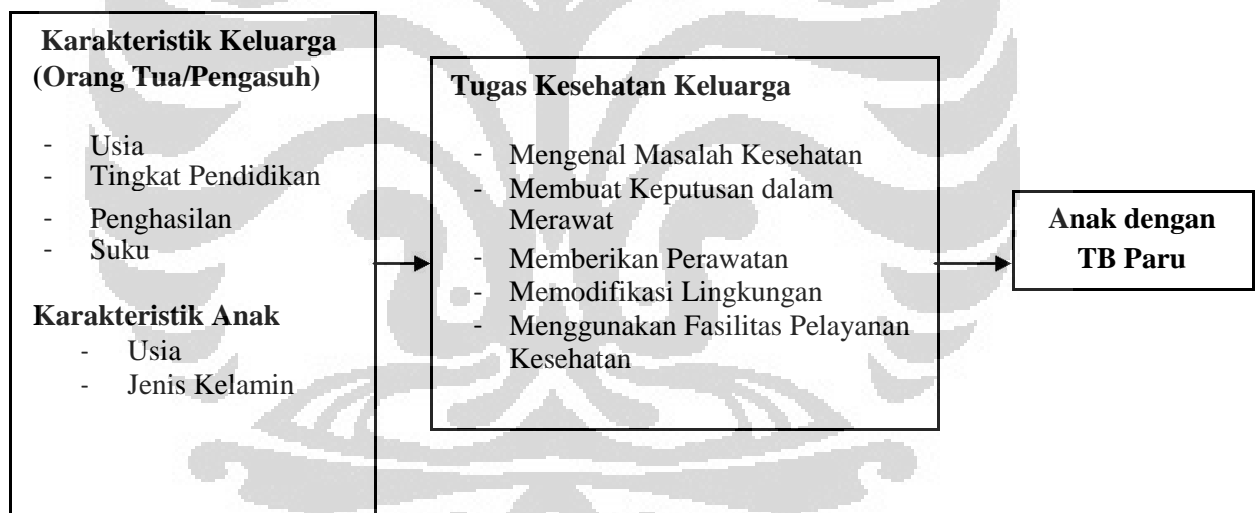 Karakteristik Keluarga
(Orang Tua/Pengasuh)
- Usia
- Tingkat Pendidikan
- Penghasilan
- Suku
Karakteristik Anak
- Usia
- Jenis Kelamin
Tugas Kesehatan Keluarga
- Mengenal Masalah Kesehatan
- Membuat Keputusan dalam
Merawat
- Memberikan Perawatan
- Memodifikasi Lingkungan
- Menggunakan Fasilitas Pelayanan
Kesehatan
Anak dengan
TB Paru